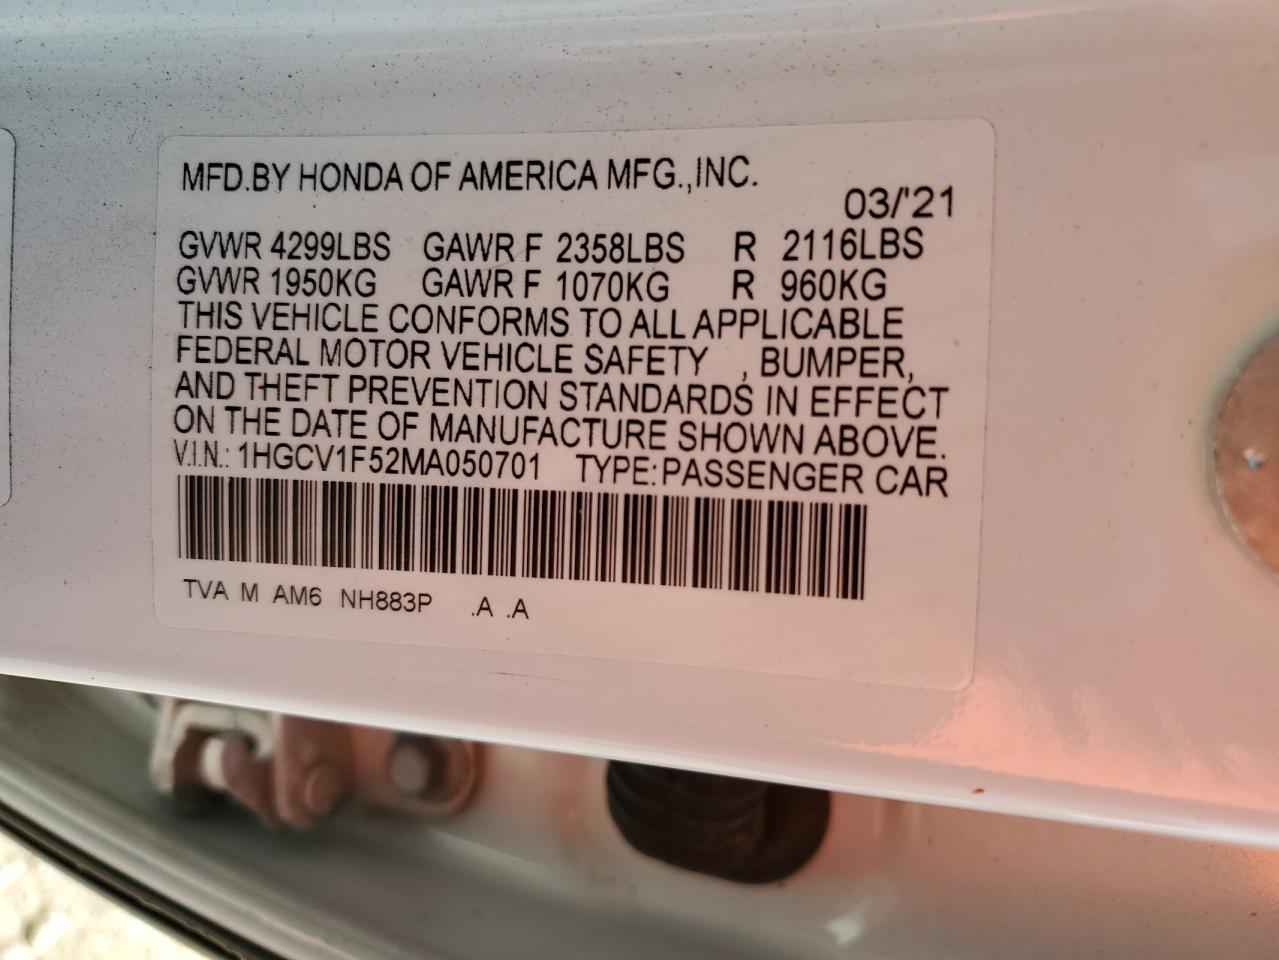 MFD.BY HONDA OF AMERICA MFG.,INC.
03/'21
GVWR 4299LBS GAWR F 2358LBS R 2116LBS
GVWR 1950KG GAWR F 1070KG R 960KG
THIS VEHICLE CONFORMS TO ALL APPLICABLE
FEDERAL MOTOR VEHICLE SAFETY , BUMPER,
AND THEFT PREVENTION STANDARDS IN EFFECT
ON THE DATE OF MANUFACTURE SHOWN ABOVE.
V.I.N.: 1HGCV1F52MA050701 TYPE:PASSENGER CAR
TVA M AM6 NH883P .A .A